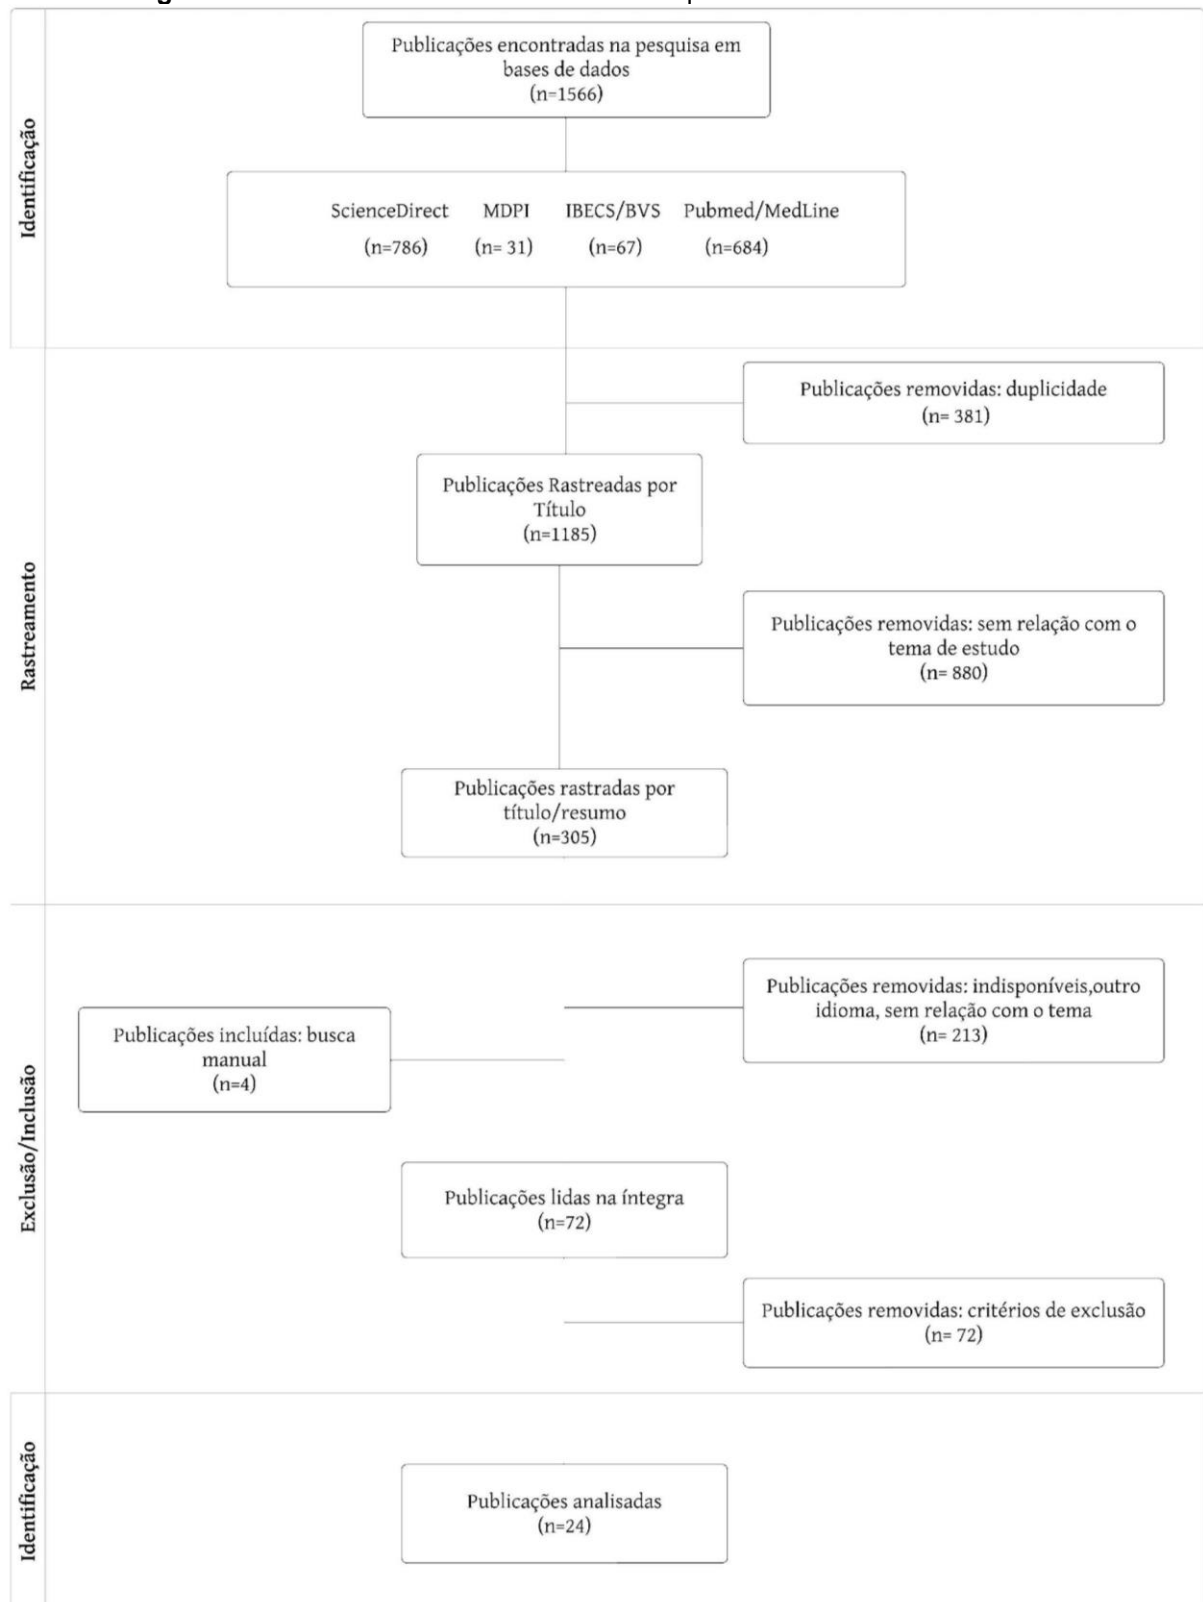 Publicações encontradas na pesquisa em
bases de dados
(n=1566)
Identificação
ScienceDirect MDPI IBECS/BVS Pubmed/MedLine
(n=786) (n= 31) (n=67) (n=684)
Publicações removidas: duplicidade
(n= 381)
Publicações Rastreadas por
Título
(n=1185)
Rastreamento
Publicações removidas: sem relação com o
tema de estudo
(n= 880)
Publicações rastradas por
título/resumo
(n=305)
Publicações removidas: indisponíveis,outro
idioma, sem relação com o tema
(n= 213)
Publicações incluídas: busca
manual
(n=4)
Exclusão/Inclusão
Publicações lidas na íntegra
(n=72)
Publicações removidas: critérios de exclusão
(n= 72)
Identificação
Publicações analisadas
(n=24)